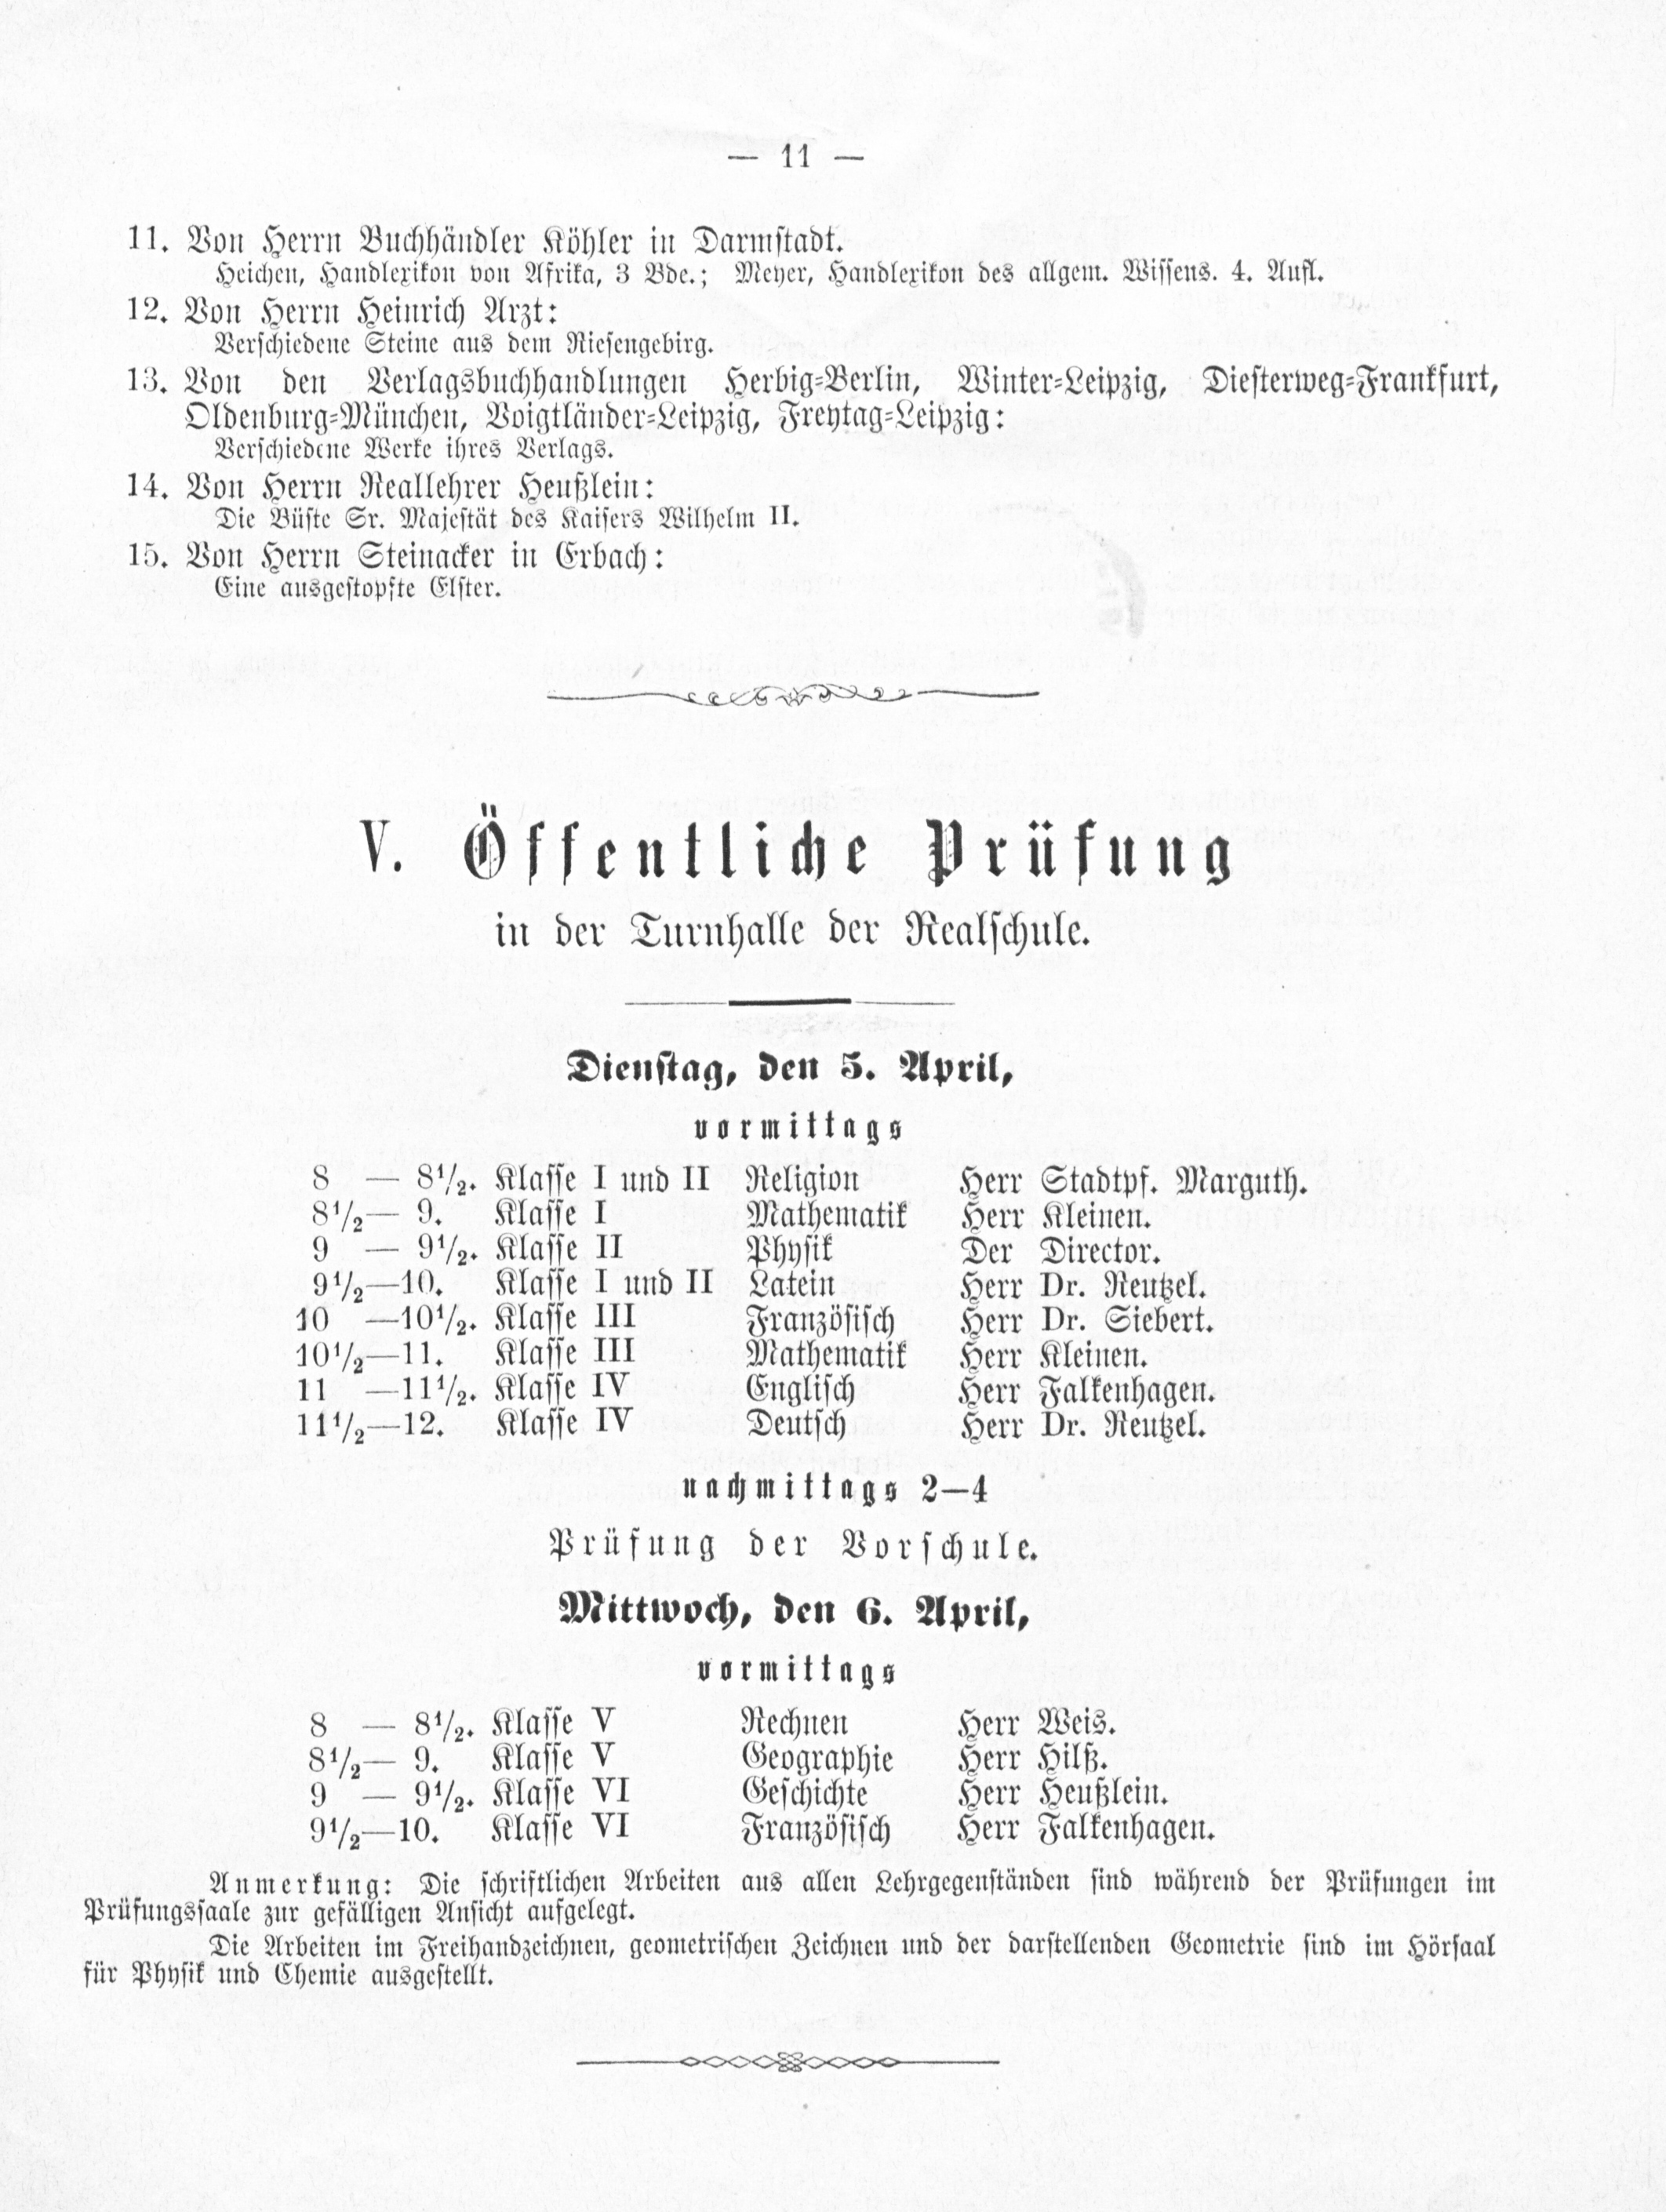 — 11 —
11. Von Herrn Buchhändler Köhler in Darmstadt.
Heichen, Handlexikon von Afrika, 3 Bde.; Meyer, Handlexikon des allgem. Wissens. 4. Aufl.
12. Von Herrn Heinrich Arzt:
Verschiedene Steine aus dem Riesengebirg.
13. Von den Verlagsbuchhandlungen Herbig-Berlin, Winter-Leipzig, Diesterweg-Frankfurt,
Oldenburg-München, Voigtländer-Leipzig, Freytag-Leipzig:
Verschiedene Werke ihres Verlags.
14. Von Herrn Reallehrer Heußlein:
Die Büste Sr. Majestät des Kaisers Wilhelm II.
15. Von Herrn Steinacker in Erbach:
Eine ausgestopfte Elster.
V. Öffentliche Prüfung
in der Turnhalle der Realschule.
Dienstag, den 5. April,
vormittags
8 — 8½. Klasse I und II Religion Herr Stadtpf. Marguth.
8½— 9. Klasse I Mathematik Herr Kleinen.
9 — 9½. Klasse II Physik Der Director.
9½—10. Klasse I und II Latein Herr Dr. Reutzel.
10 —10½. Klasse III Französisch Herr Dr. Siebert.
10½—11. Klasse III Mathematik Herr Kleinen.
11 —11½. Klasse IV Englisch Herr Falkenhagen.
11½—12. Klasse IV Deutsch Herr Dr. Reutzel.
nachmittags 2—4
Prüfung der Vorschule.
Mittwoch, den 6. April,
vormittags
8 — 8½. Klasse V Rechnen Herr Weis.
8½— 9. Klasse V Geographie Herr Hilß.
9 — 9½. Klasse VI Geschichte Herr Heußlein.
9½—10. Klasse VI Französisch Herr Falkenhagen.
Anmerkung: Die schriftlichen Arbeiten aus allen Lehrgegenständen sind während der Prüfungen im
Prüfungssaale zur gefälligen Ansicht aufgelegt.
Die Arbeiten im Freihandzeichnen, geometrischen Zeichnen und der darstellenden Geometrie sind im Hörsaal
für Physik und Chemie ausgestellt.